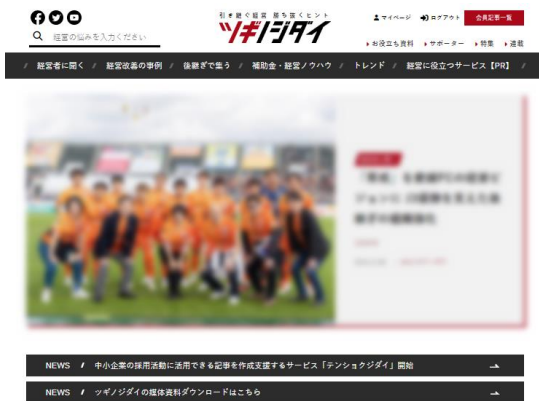 引き継ぐ経営 勝ち抜くヒント
ツギノジダイ
マイページ
ログアウト
会員記事一覧
経営の悩みを入力ください
お役立ち資料
サポーター
特集
連載
/ 経営者に聞く / 経営改善の事例 / 後継ぎで集う / 補助金・経営ノウハウ / トレンド / 経営に役立つサービス【PR】 /
NEWS / 中小企業の採用活動に活用できる記事を作成支援するサービス「テンショクジダイ」開始
NEWS / ツギノジダイの媒体資料ダウンロードはこちら